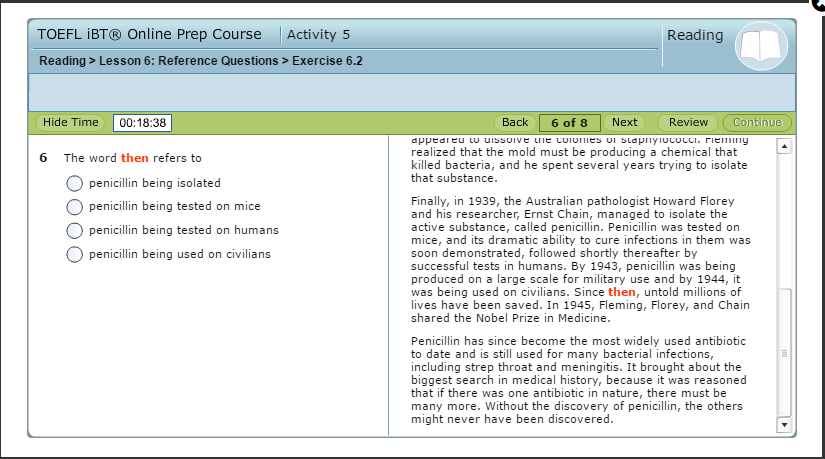 TOEFL iBT® Online Prep Course Activity 5 Reading
Reading > Lesson 6: Reference Questions > Exercise 6.2
Hide Time 00:18:38 Back 6 of 8 Next Review Continue
6 The word then refers to
penicillin being isolated
penicillin being tested on mice
penicillin being tested on humans
penicillin being used on civilians
appeared to dissolve the colonies of staphylococci. Fleming
realized that the mold must be producing a chemical that
killed bacteria, and he spent several years trying to isolate
that substance.
Finally, in 1939, the Australian pathologist Howard Florey
and his researcher, Ernst Chain, managed to isolate the
active substance, called penicillin. Penicillin was tested on
mice, and its dramatic ability to cure infections in them was
soon demonstrated, followed shortly thereafter by
successful tests in humans. By 1943, penicillin was being
produced on a large scale for military use and by 1944, it
was being used on civilians. Since then, untold millions of
lives have been saved. In 1945, Fleming, Florey, and Chain
shared the Nobel Prize in Medicine.
Penicillin has since become the most widely used antibiotic
to date and is still used for many bacterial infections,
including strep throat and meningitis. It brought about the
biggest search in medical history, because it was reasoned
that if there was one antibiotic in nature, there must be
many more. Without the discovery of penicillin, the others
might never have been discovered.